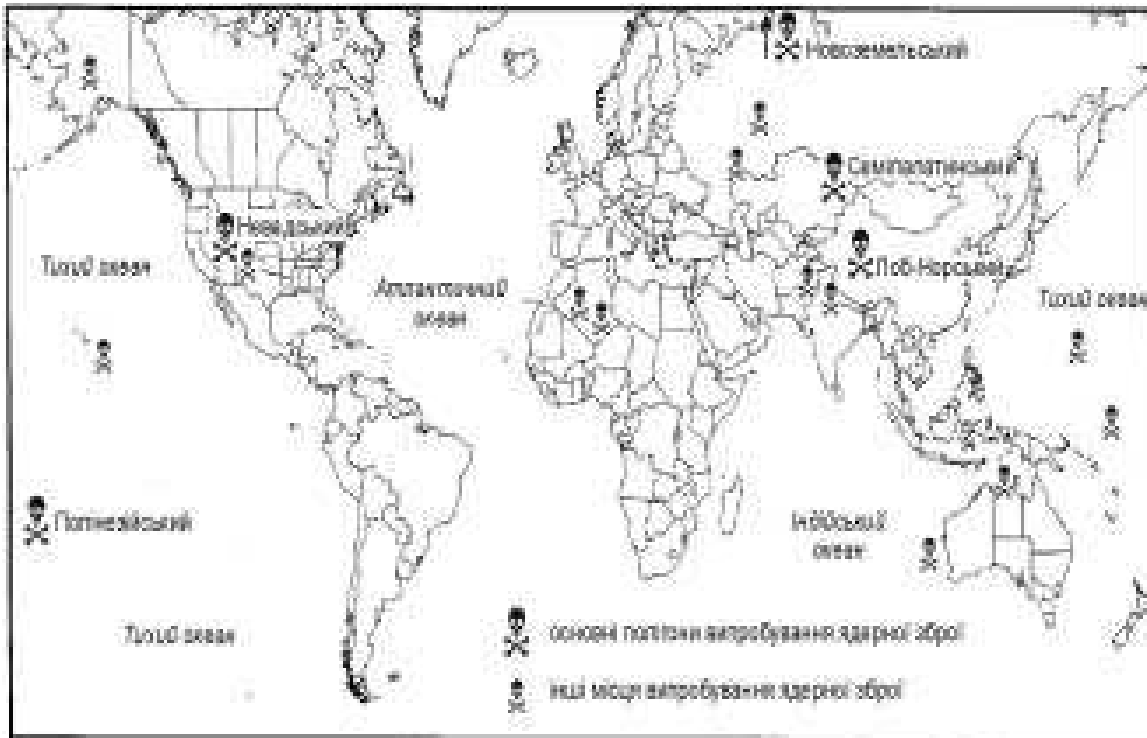 Новоземельський
Семіпалатинський
Невадський
Лоб-Норський
Тихий океан
Атлантичний
океан
Тихий океан
Полінезійський
Індійський
океан
Тихий океан
основні полігони випробування ядерної зброї
інші місця випробування ядерної зброї